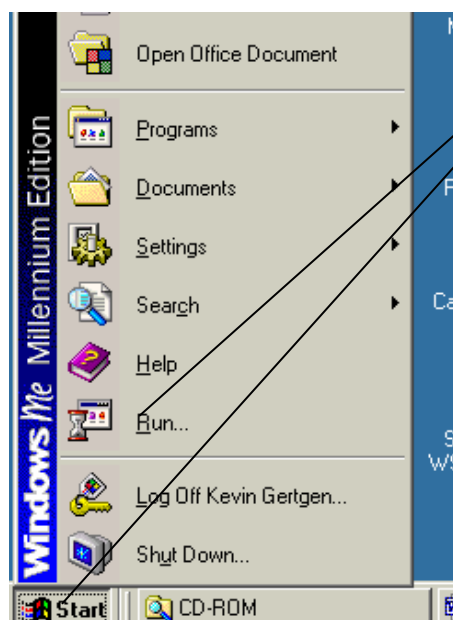 Open Office Document
Programs
Documents
Settings
Search
Help
Run...
Log Off Kevin Gertgen...
Shut Down...
Windows Me Millennium Edition
Start
CD-ROM